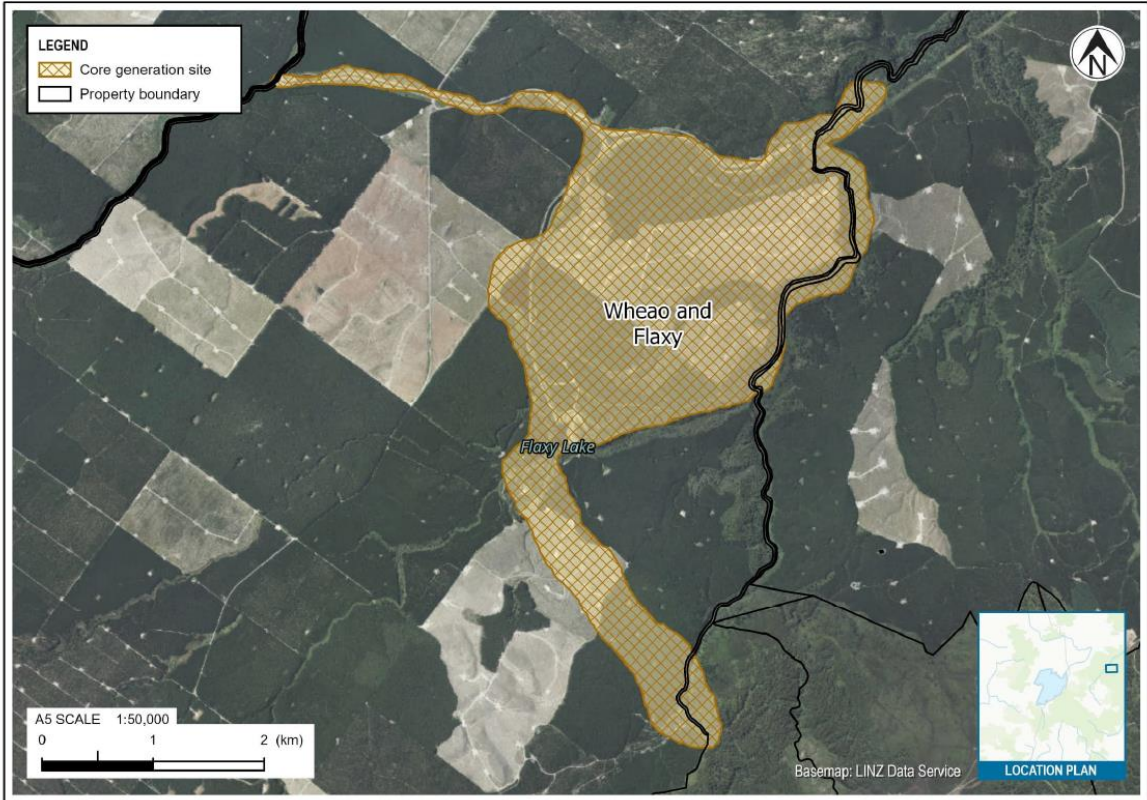 LEGEND
Core generation site
Property boundary
N
Wheao and
Flaxy
Flaxy Lake
A5 SCALE 1:50,000
0 1 2 (km)
Basemap: LINZ Data Service
LOCATION PLAN